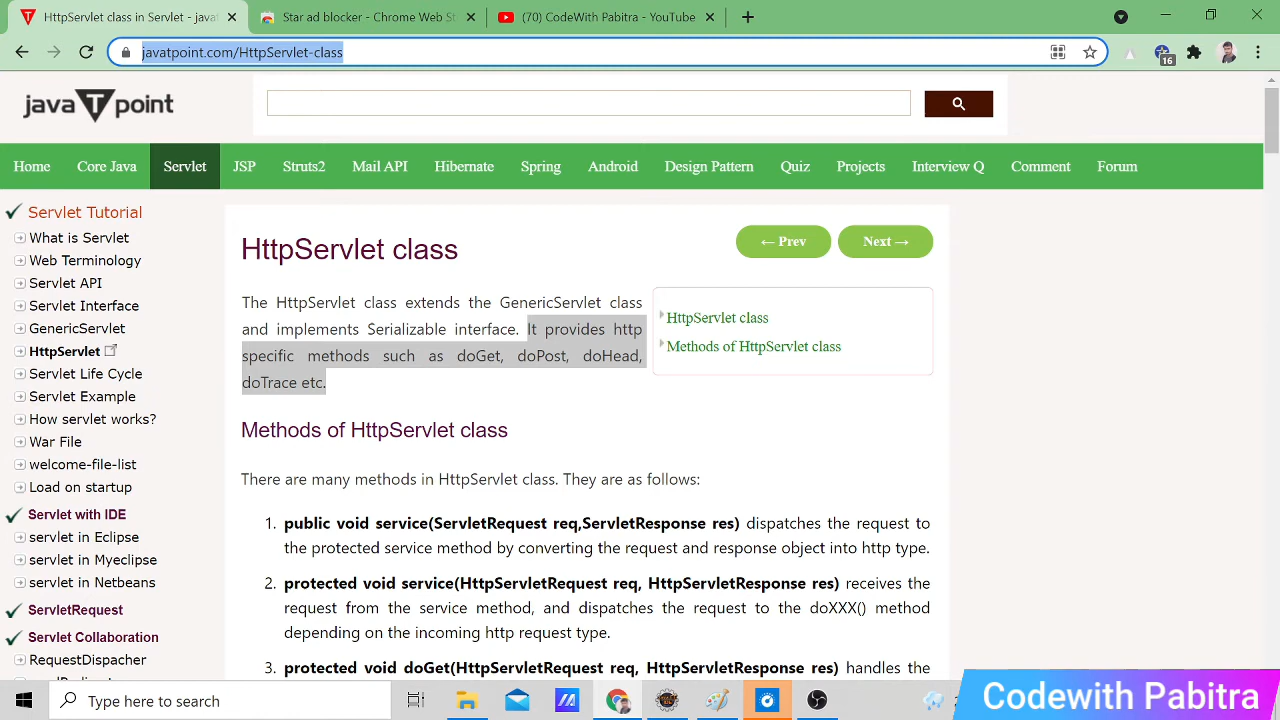 HttpServlet class in Servlet - javat
Star ad blocker - Chrome Web S
(70) CodeWith Pabitra - YouTube
javatpoint.com/HttpServlet-class
16
java T point
Home Core Java Servlet JSP Struts2 Mail API Hibernate Spring Android Design Pattern Quiz Projects Interview Q Comment Forum
Servlet Tutorial
What is Servlet
Web Terminology
Servlet API
Servlet Interface
GenericServlet
HttpServlet
Servlet Life Cycle
Servlet Example
How servlet works?
War File
welcome-file-list
Load on startup
Servlet with IDE
servlet in Eclipse
servlet in Myeclipse
servlet in Netbeans
ServletRequest
Servlet Collaboration
RequestDispacher
HttpServlet class
← Prev
Next →
The HttpServlet class extends the GenericServlet class
and implements Serializable interface. It provides http
specific methods such as doGet, doPost, doHead,
doTrace etc.
HttpServlet class
Methods of HttpServlet class
Methods of HttpServlet class
There are many methods in HttpServlet class. They are as follows:
1. public void service(ServletRequest req,ServletResponse res) dispatches the request to
the protected service method by converting the request and response object into http type.
2. protected void service(HttpServletRequest req, HttpServletResponse res) receives the
request from the service method, and dispatches the request to the doXXX() method
depending on the incoming http request type.
3. protected void doGet(HttpServletRequest req, HttpServletResponse res) handles the
Type here to search
Codewith Pabitra